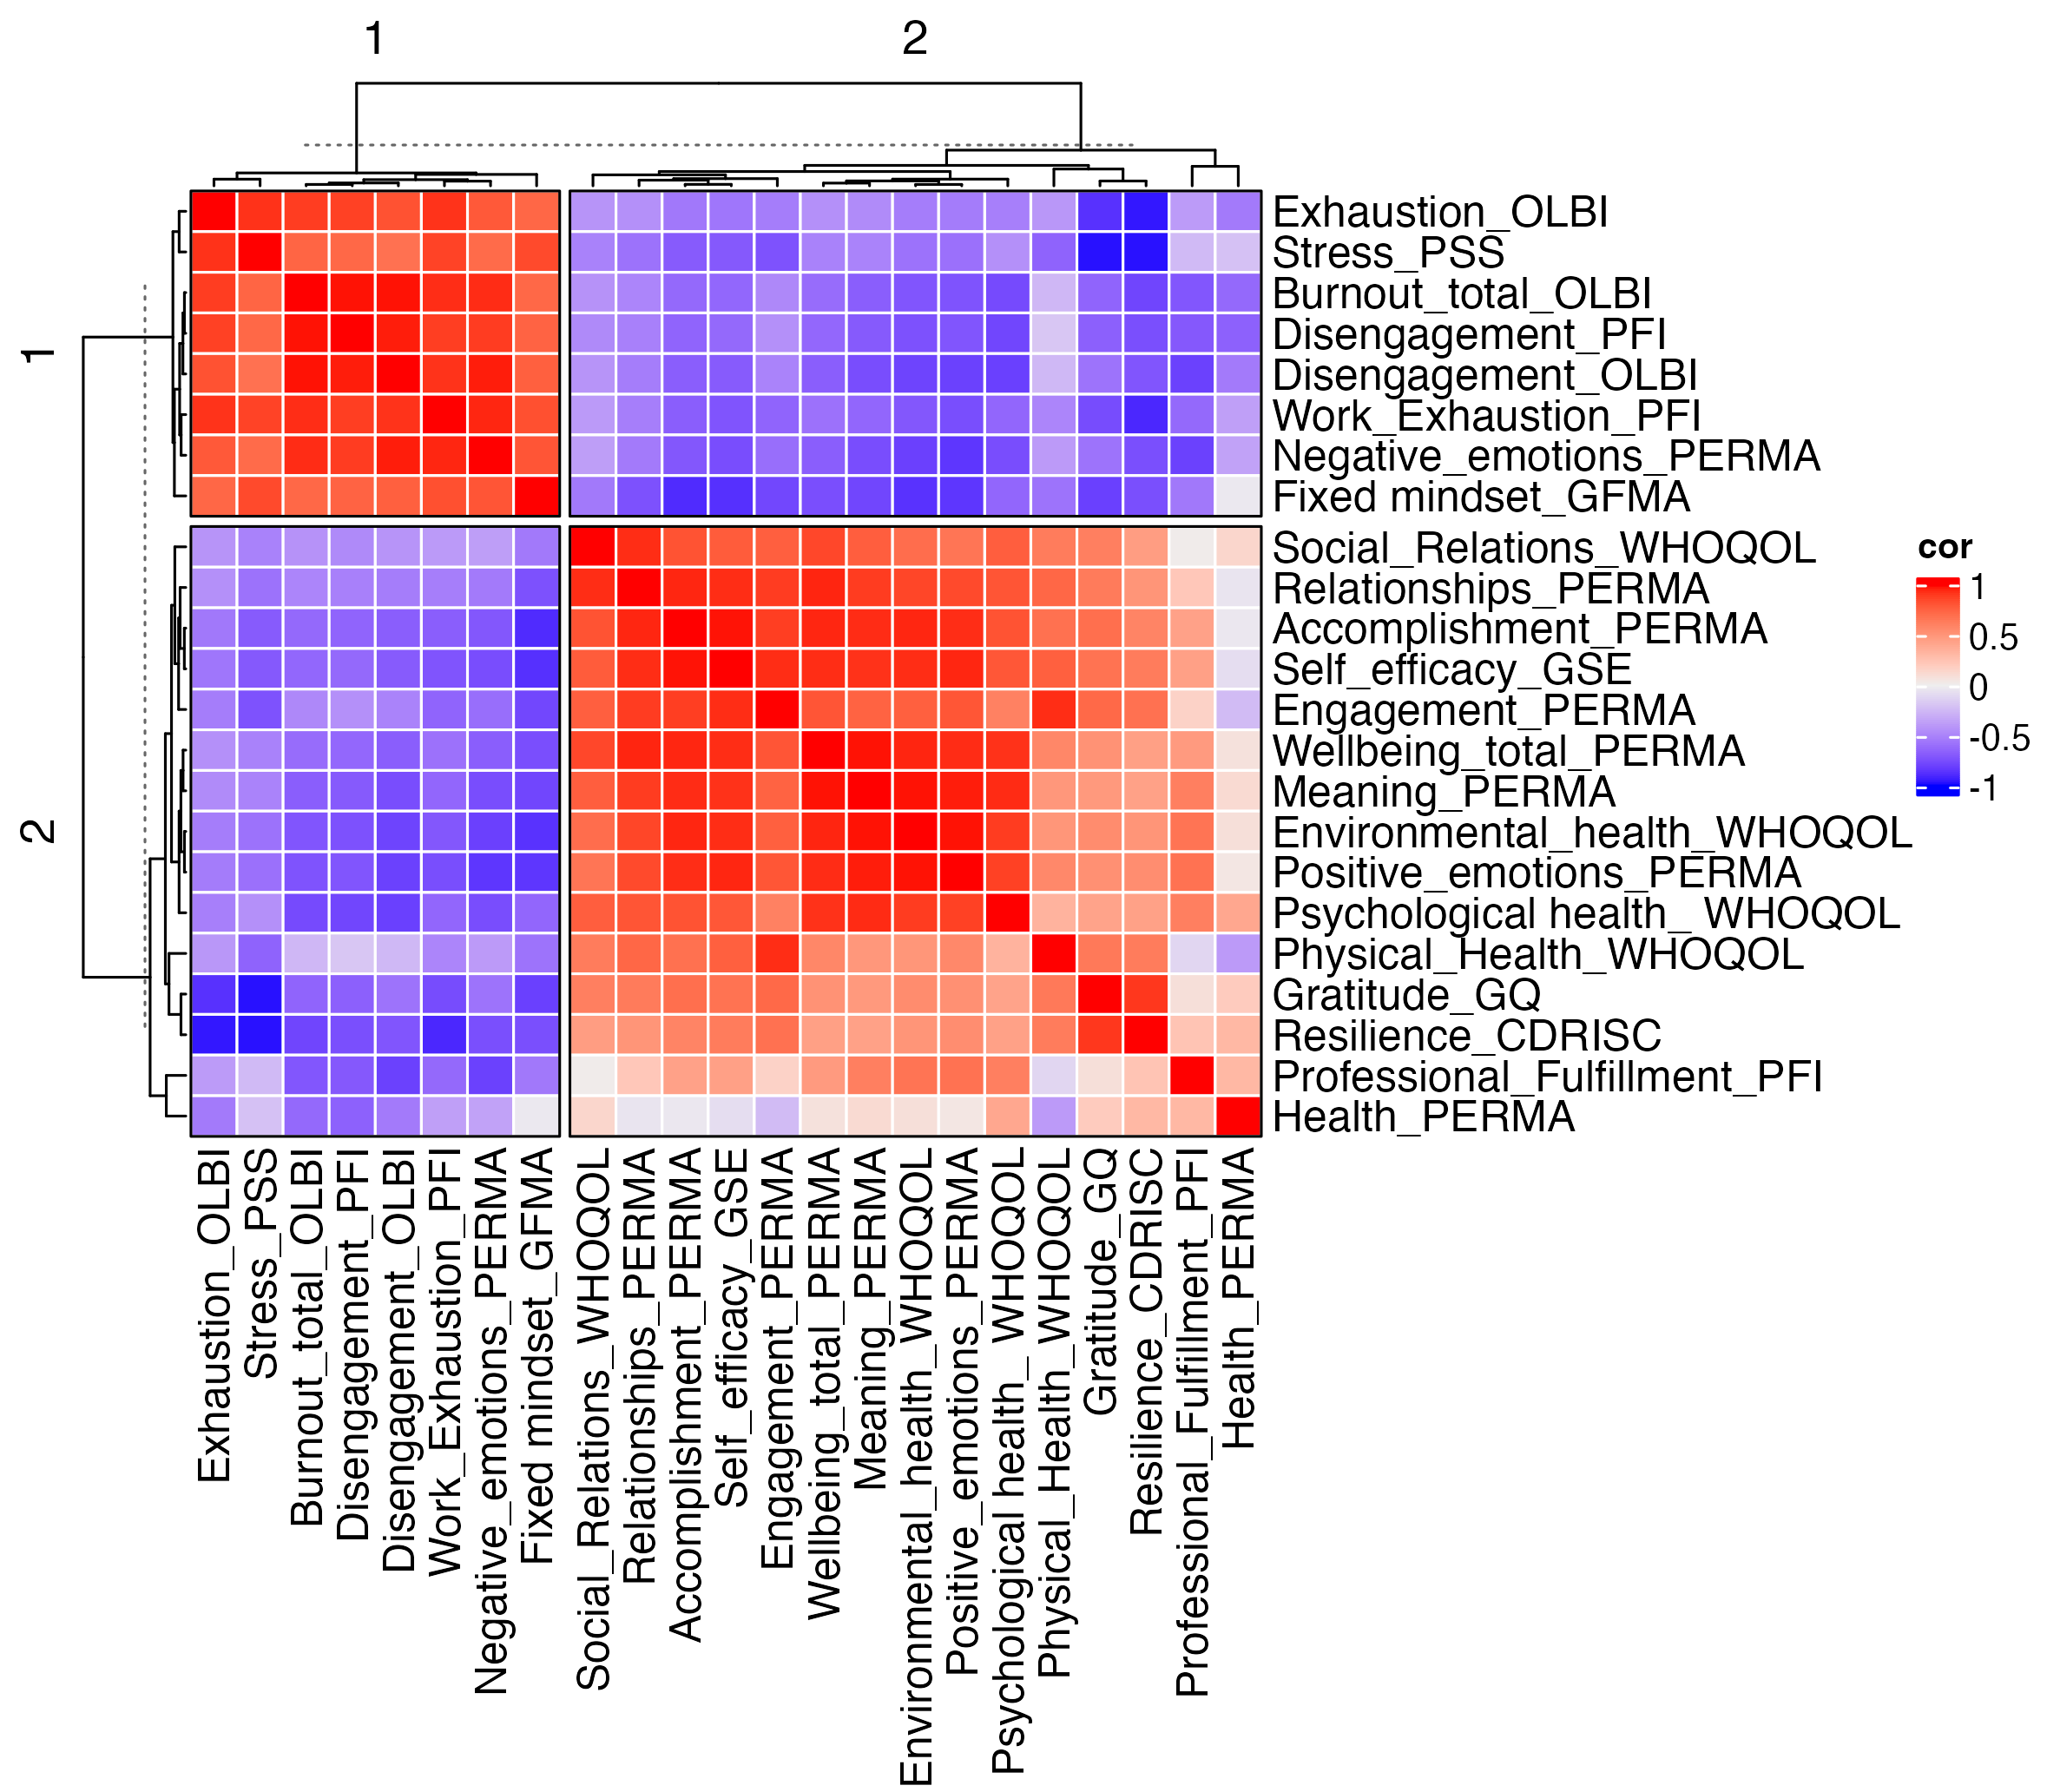 1
2
1
2
Exhaustion_OLBI
Stress_PSS
Burnout_total_OLBI
Disengagement_PFI
Disengagement_OLBI
Work_Exhaustion_PFI
Negative_emotions_PERMA
Fixed mindset_GFMA
Social_Relations_WHOQOL
Relationships_PERMA
Accomplishment_PERMA
Self_efficacy_GSE
Engagement_PERMA
Wellbeing_total_PERMA
Meaning_PERMA
Environmental_health_WHOQOL
Positive_emotions_PERMA
Psychological health_ WHOQOL
Physical_Health_WHOQOL
Gratitude_GQ
Resilience_CDRISC
Professional_Fulfillment_PFI
Health_PERMA
cor
1
0.5
0
-0.5
-1
Exhaustion_OLBI
Stress_PSS
Burnout_total_OLBI
Disengagement_PFI
Disengagement_OLBI
Work_Exhaustion_PFI
Negative_emotions_PERMA
Fixed mindset_GFMA
Social_Relations_WHOQOL
Relationships_PERMA
Accomplishment_PERMA
Self_efficacy_GSE
Engagement_PERMA
Wellbeing_total_PERMA
Meaning_PERMA
Environmental_health_WHOQOL
Positive_emotions_PERMA
Psychological health_ WHOQOL
Physical_Health_WHOQOL
Gratitude_GQ
Resilience_CDRISC
Professional_Fulfillment_PFI
Health_PERMA